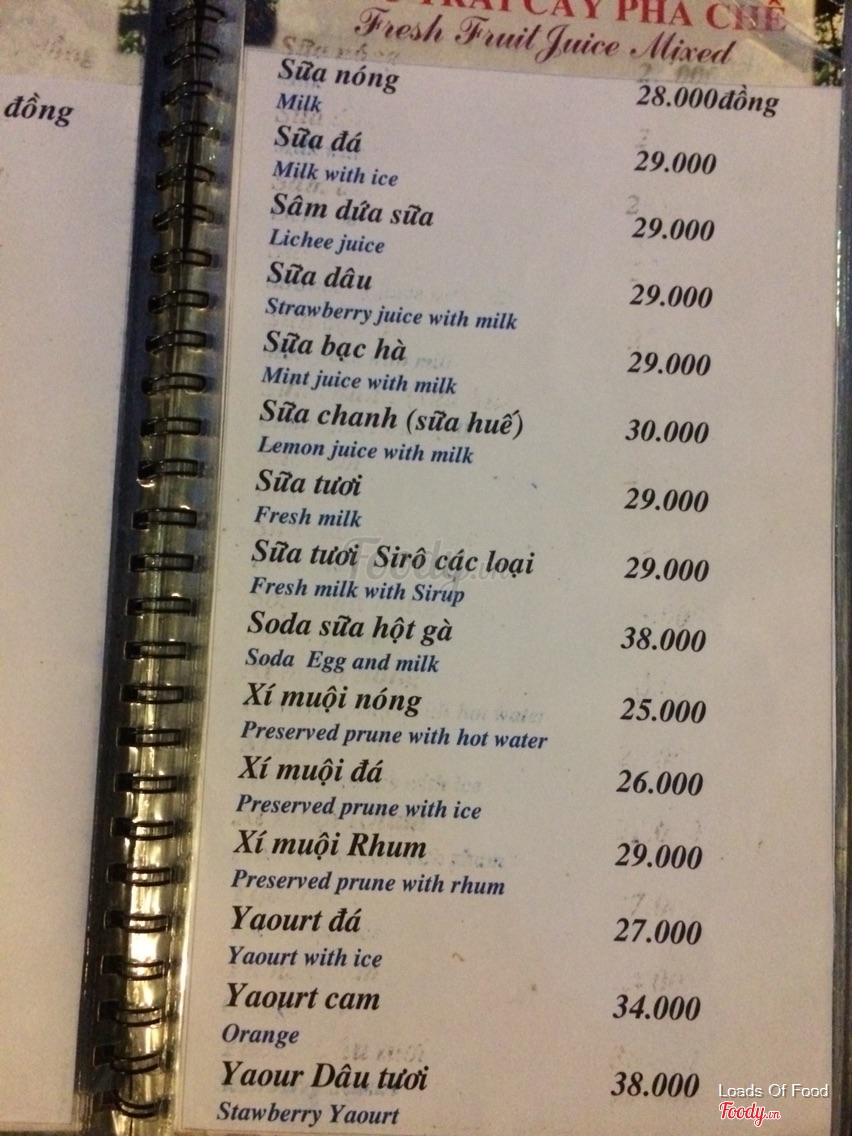 TRÁI CÂY PHA CHẾ
Fresh Fruit Juice Mixed
đồng
Sữa nóng 28.000đồng
Milk
Sữa đá 29.000
Milk with ice
Sâm dứa sữa 29.000
Lichee juice
Sữa dâu 29.000
Strawberry juice with milk
Sữa bạc hà 29.000
Mint juice with milk
Sữa chanh (sữa huế) 30.000
Lemon juice with milk
Sữa tươi 29.000
Fresh milk
Sữa tươi Sirô các loại 29.000
Fresh milk with Sirup
Soda sữa hột gà 38.000
Soda Egg and milk
Xí muội nóng 25.000
Preserved prune with hot water
Xí muội đá 26.000
Preserved prune with ice
Xí muội Rhum 29.000
Preserved prune with rhum
Yaourt đá 27.000
Yaourt with ice
Yaourt cam 34.000
Orange
Yaour Dâu tươi 38.000
Stawberry Yaourt
Foody.vn
Loads Of Food
Foody.vn